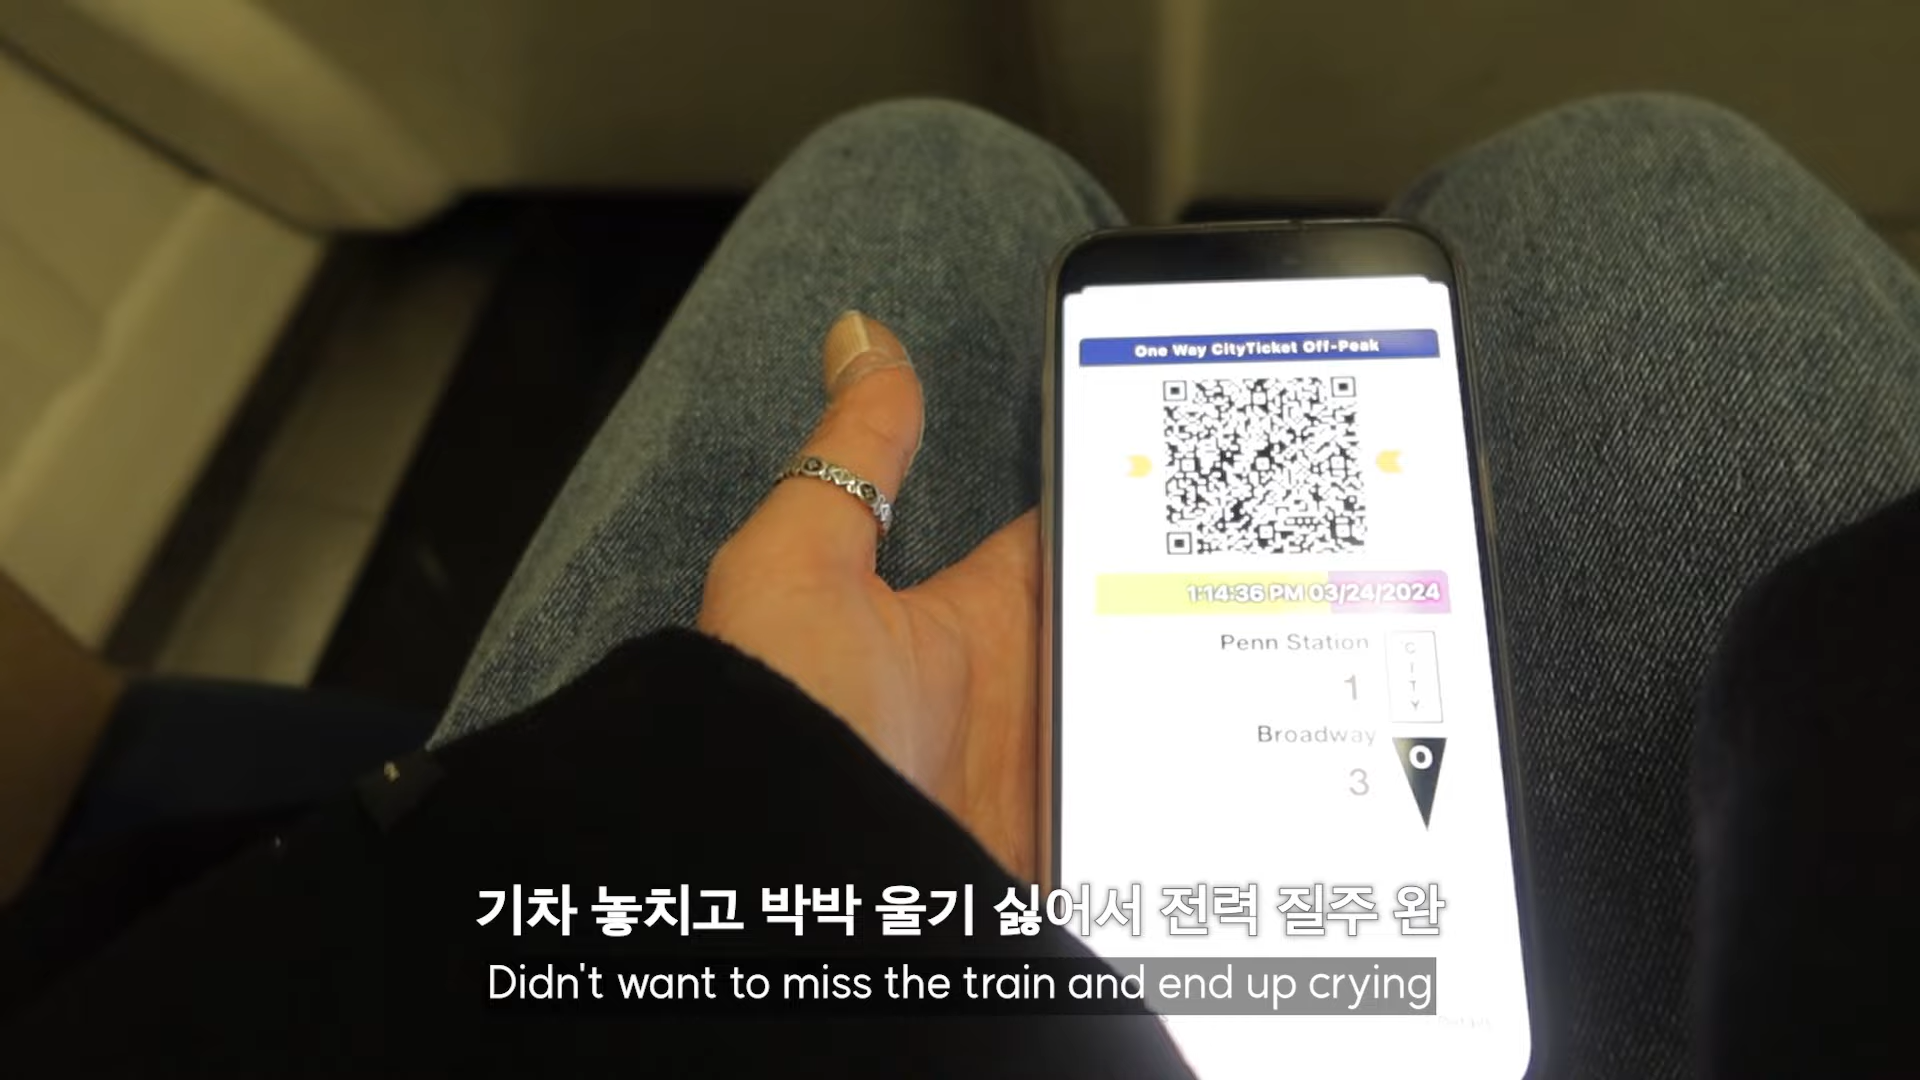 One Way CityTicket Off-Peak
1:14:36 PM 03/24/2024
Penn Station
1
CITY
Broadway
3
O
기차 놓치고 박박 울기 싫어서 전력 질주 완
Didn't want to miss the train and end up crying
Details